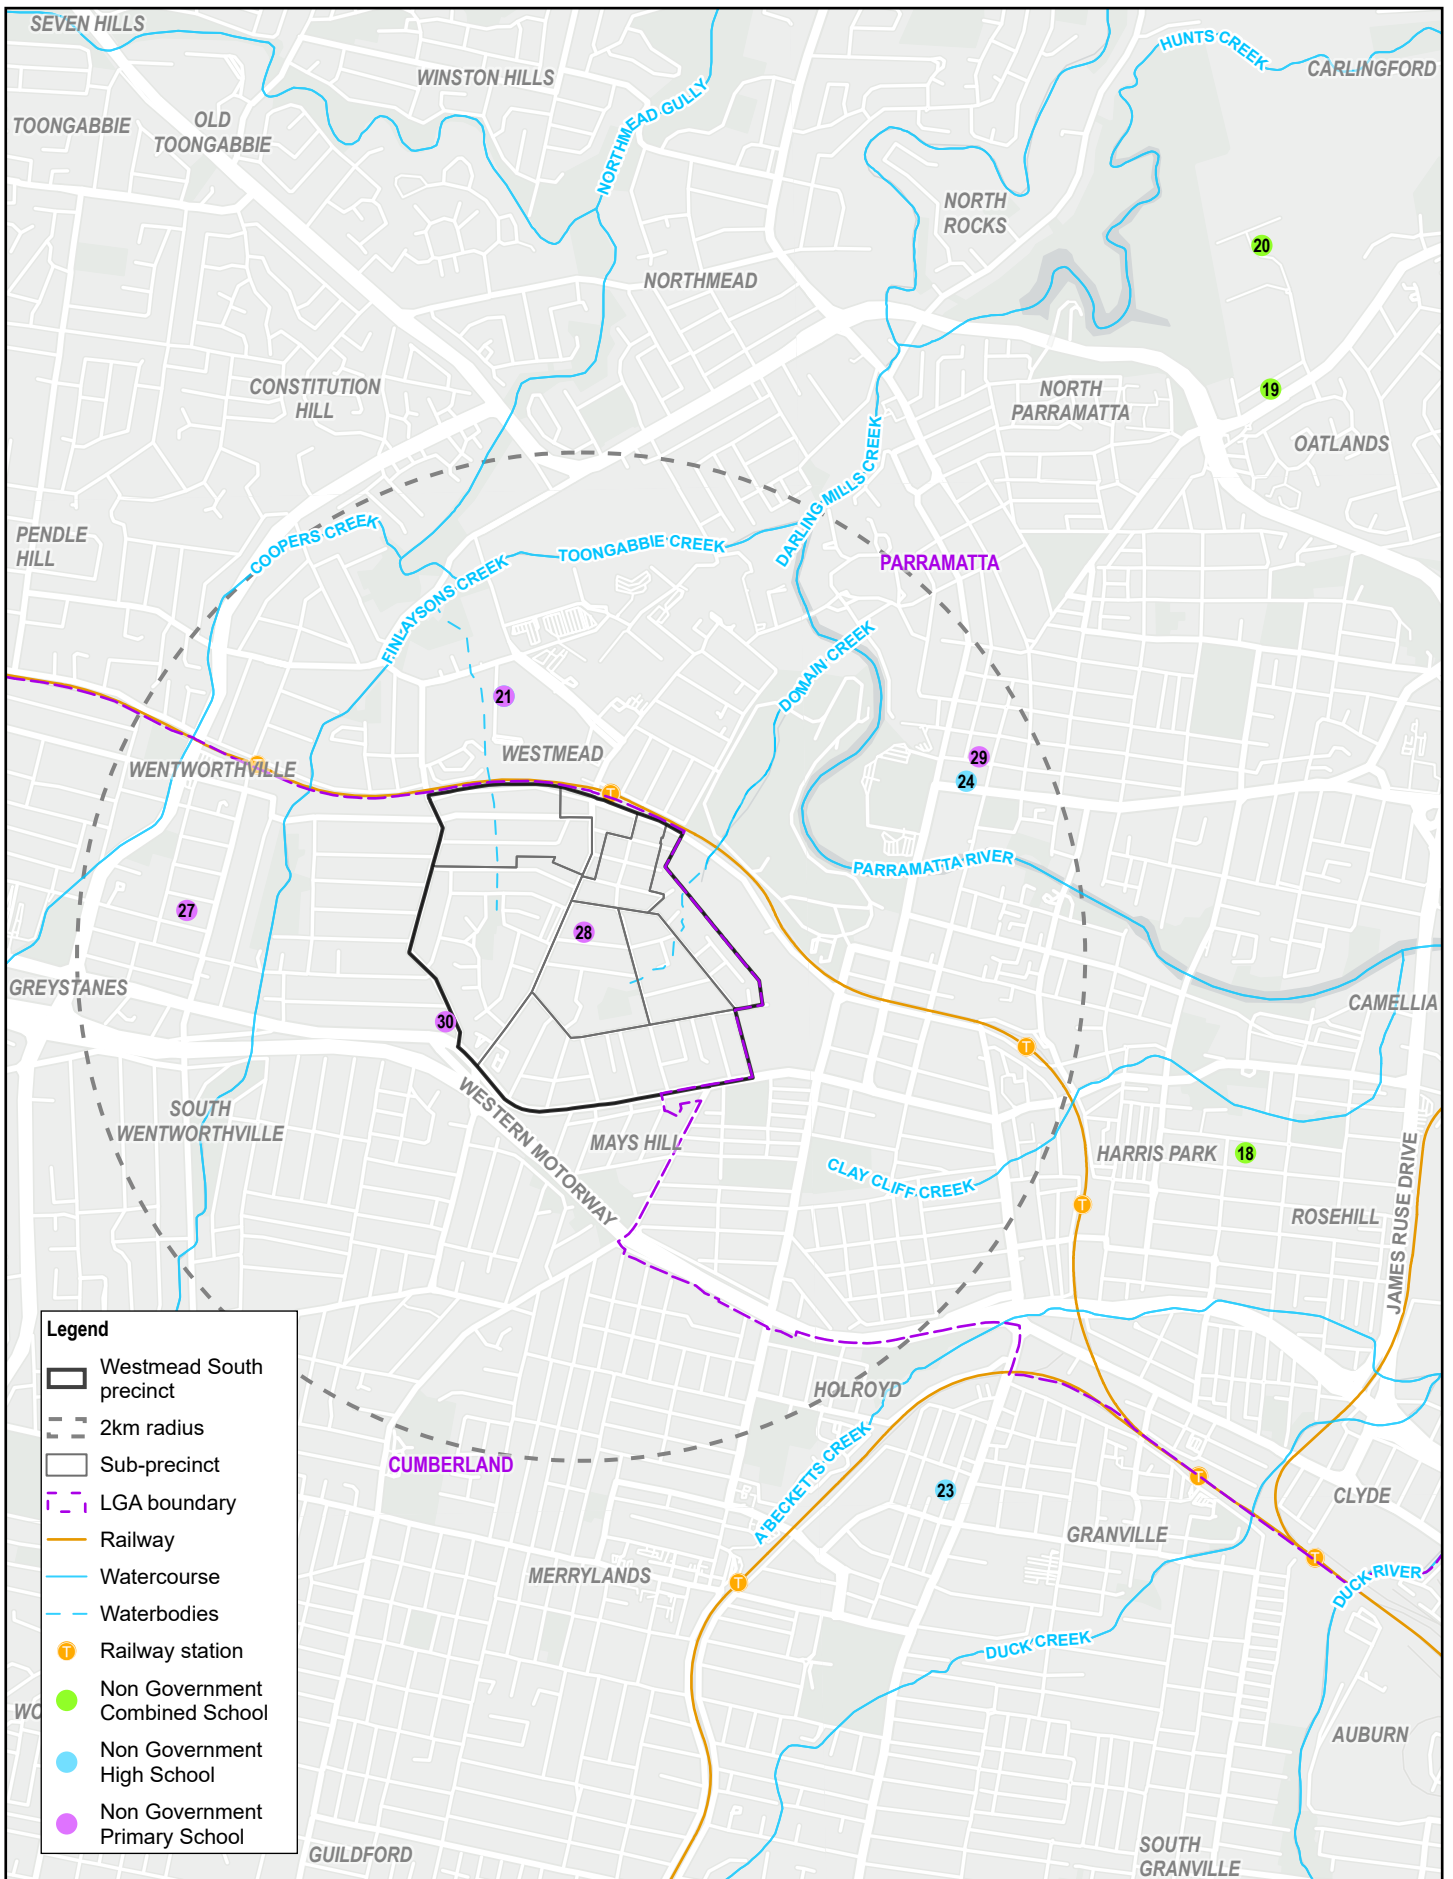 SEVEN HILLS
WINSTON HILLS
HUNTS CREEK
CARLINGFORD
TOONGABBIE
OLD
TOONGABBIE
NORTHMEAD GULLY
NORTH
ROCKS
20
NORTHMEAD
CONSTITUTION
HILL
NORTH
PARRAMATTA
19
OATLANDS
DARLING MILLS CREEK
PENDLE
HILL
COOPERS CREEK
TOONGABBIE CREEK
FINLAYSONS CREEK
PARRAMATTA
DOMAIN CREEK
21
WESTMEAD
29
24
WENTWORTHVILLE
T
T
PARRAMATTA RIVER
27
28
GREYSTANES
CAMELLIA
30
T
WESTERN MOTORWAY
SOUTH
WENTWORTHVILLE
MAYS HILL
HARRIS PARK
18
CLAY CLIFF CREEK
T
ROSEHILL
JAMES RUSE DRIVE
HOLROYD
CUMBERLAND
A'BECKETTS CREEK
23
T
CLYDE
GRANVILLE
T
MERRYLANDS
T
DUCK RIVER
DUCK CREEK
AUBURN
WO
GUILDFORD
SOUTH
GRANVILLE
Legend
Westmead South
precinct
2km radius
Sub-precinct
LGA boundary
Railway
Watercourse
Waterbodies
T
Railway station
Non Government
Combined School
Non Government
High School
Non Government
Primary School